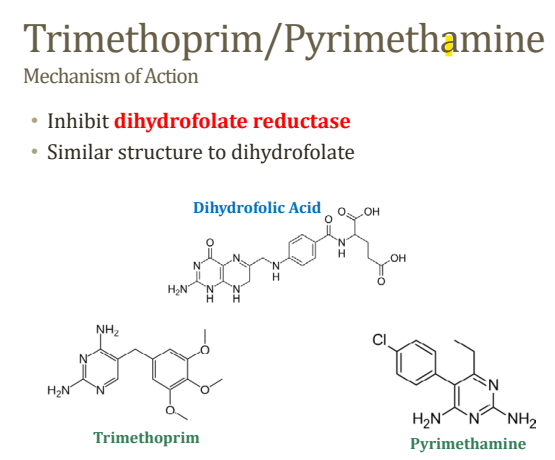 Trimethoprim/Pyrimethamine
Mechanism of Action
• Inhibit dihydrofolate reductase
• Similar structure to dihydrofolate
Dihydrofolic Acid
O
OH
O
O
N
H
OH
O
N
N
N
H
H₂N
N
H
N
H
NH₂
N
H₂N
N
O
O
O
Trimethoprim
Cl
N
H₂N
N
NH₂
Pyrimethamine